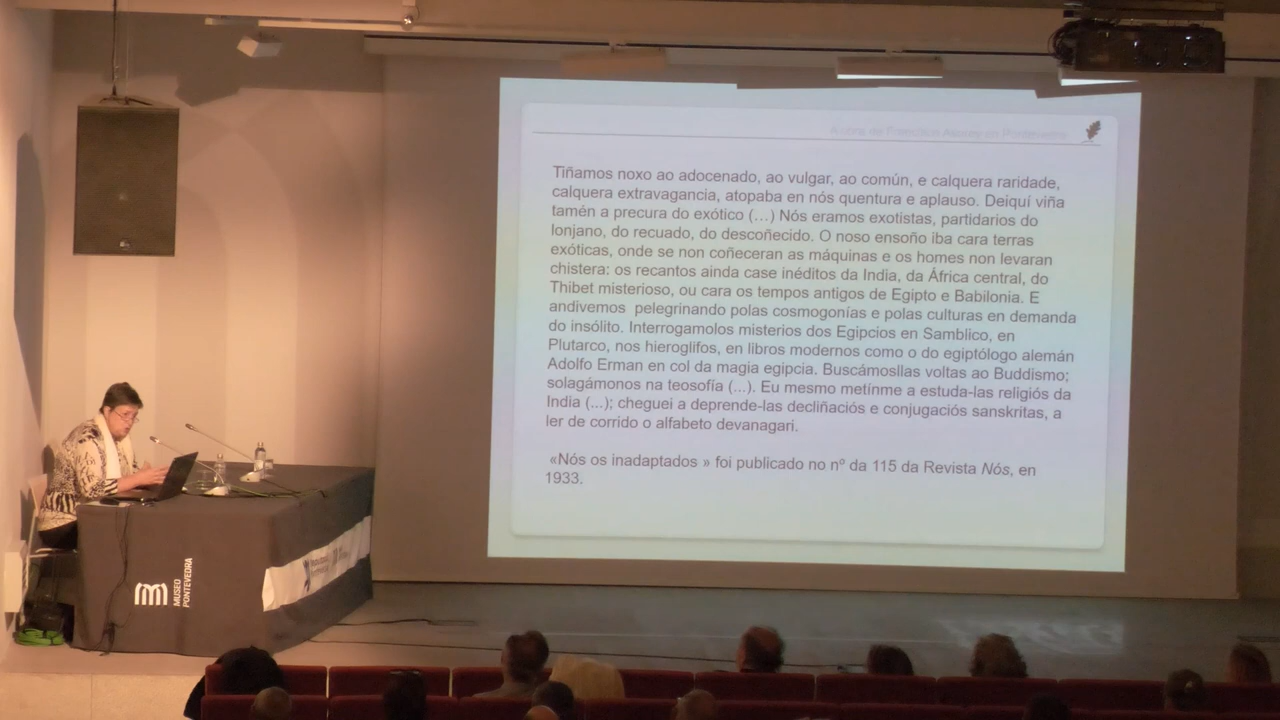 Tiñamos noxo ao adocenado, ao vulgar, ao común, e calquera raridade,
calquera extravagancia, atopaba en nós quentura e aplauso. Deiquí viña
tamén a precura do exótico (...) Nós eramos exotistas, partidarios do
lonjano, do recuado, do descoñecido. O noso ensoño iba cara terras
exóticas, onde se non coñeceran as máquinas e os homes non levaran
chistera: os recantos ainda case inéditos da India, da África central, do
Thibet misterioso, ou cara os tempos antigos de Egipto e Babilonia. E
andivemos pelegrinando polas cosmogonías e polas culturas en demanda
do insólito. Interrogamolos misterios dos Egipcios en Samblico, en
Plutarco, nos hieroglifos, en libros modernos como o do egiptólogo alemán
Adolfo Erman en col da magia egipcia. Buscámosllas voltas ao Buddismo;
solagámonos na teosofía (...). Eu mesmo metínme a estuda-las religiós da
India (...); cheguei a deprende-las decliñaciós e conjugaciós sanskritas, a
ler de corrido o alfabeto devanagari.
«Nós os inadaptados » foi publicado no nº da 115 da Revista Nós, en
1933.
MUSEO
PONTEVEDRA